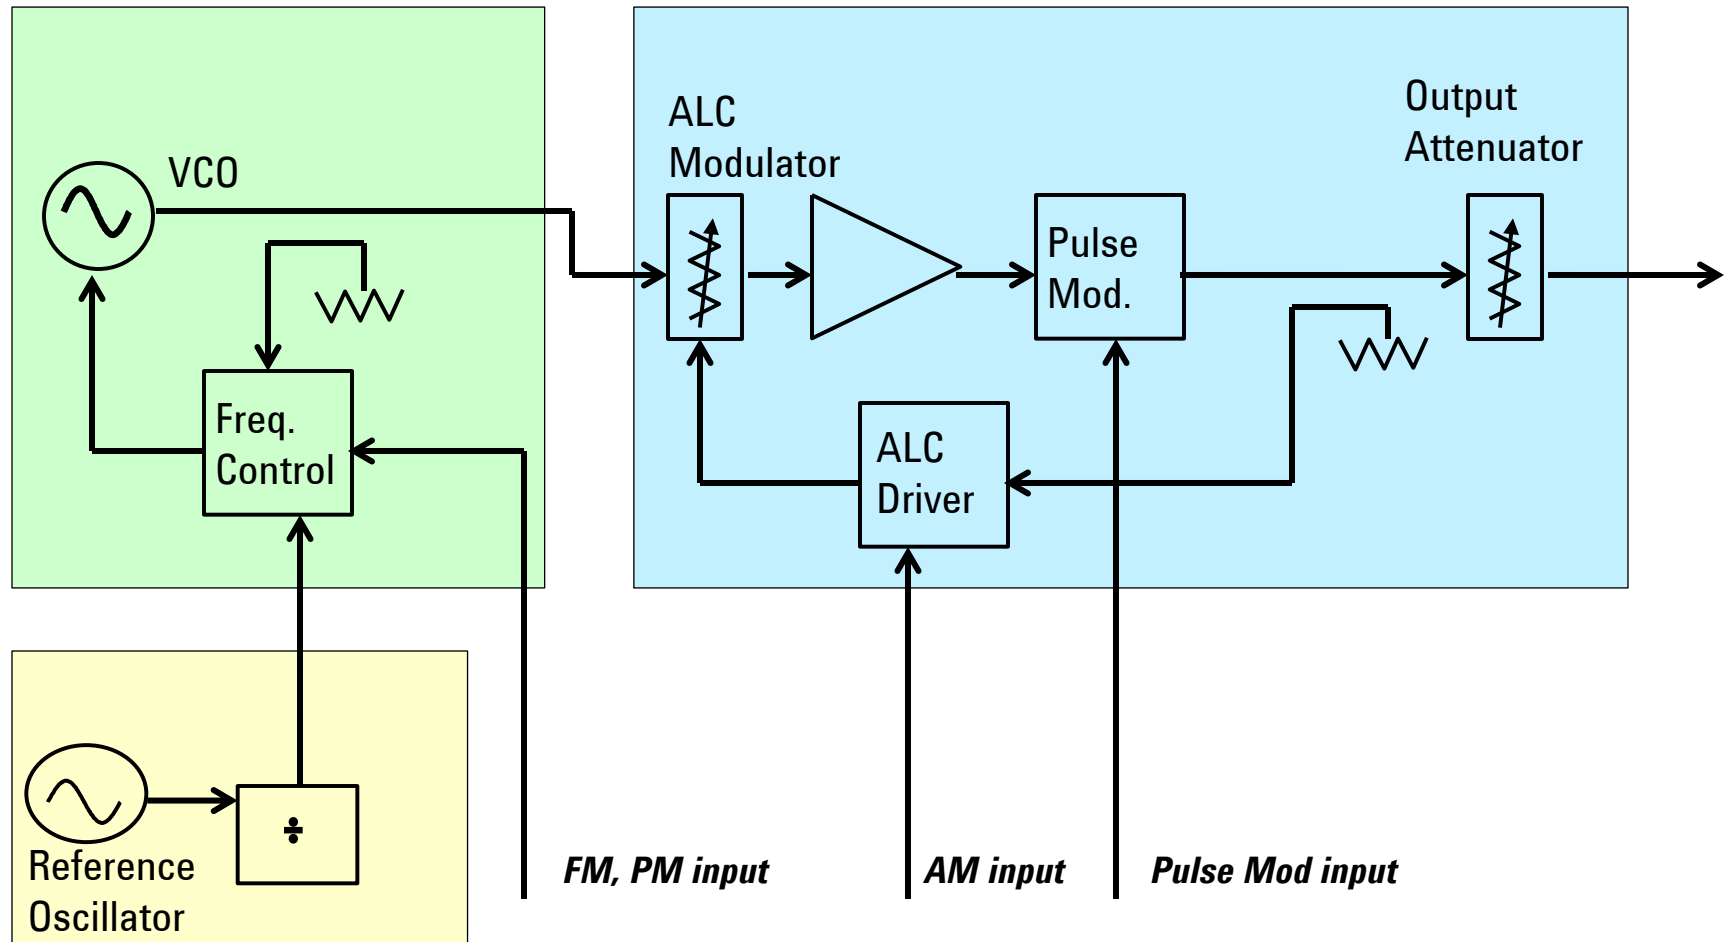 VCO
Freq.
Control
ALC
Modulator
Pulse
Mod.
Output
Attenuator
ALC
Driver
÷
Reference
Oscillator
FM, PM input
AM input
Pulse Mod input